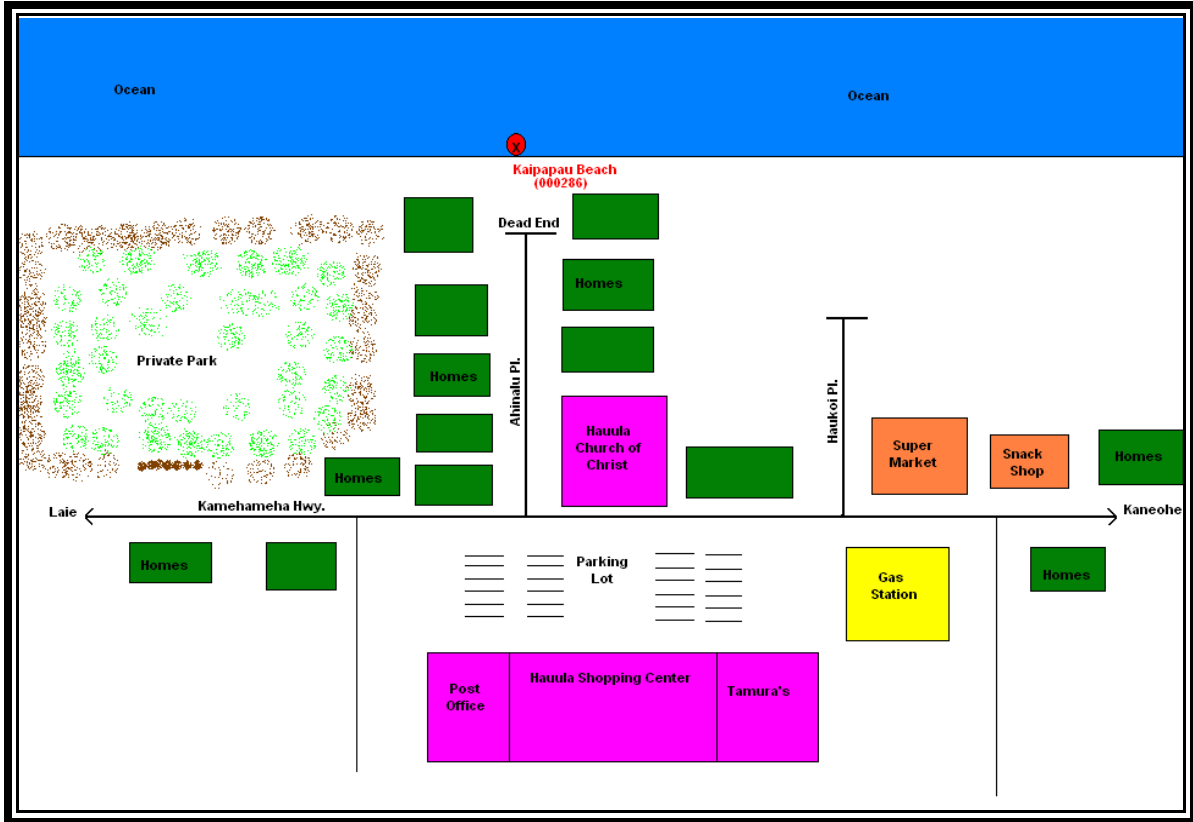 Ocean
Ocean
X
Kaipapau Beach
(000286)
Dead End
Homes
Private Park
Homes
Ahinalu Pl.
Haukoi Pl.
Hauula
Church of
Christ
Super
Market
Snack
Shop
Homes
Homes
Laie
Kamehameha Hwy.
Kaneohe
Homes
Parking
Lot
Gas
Station
Homes
Post
Office
Hauula Shopping Center
Tamura's